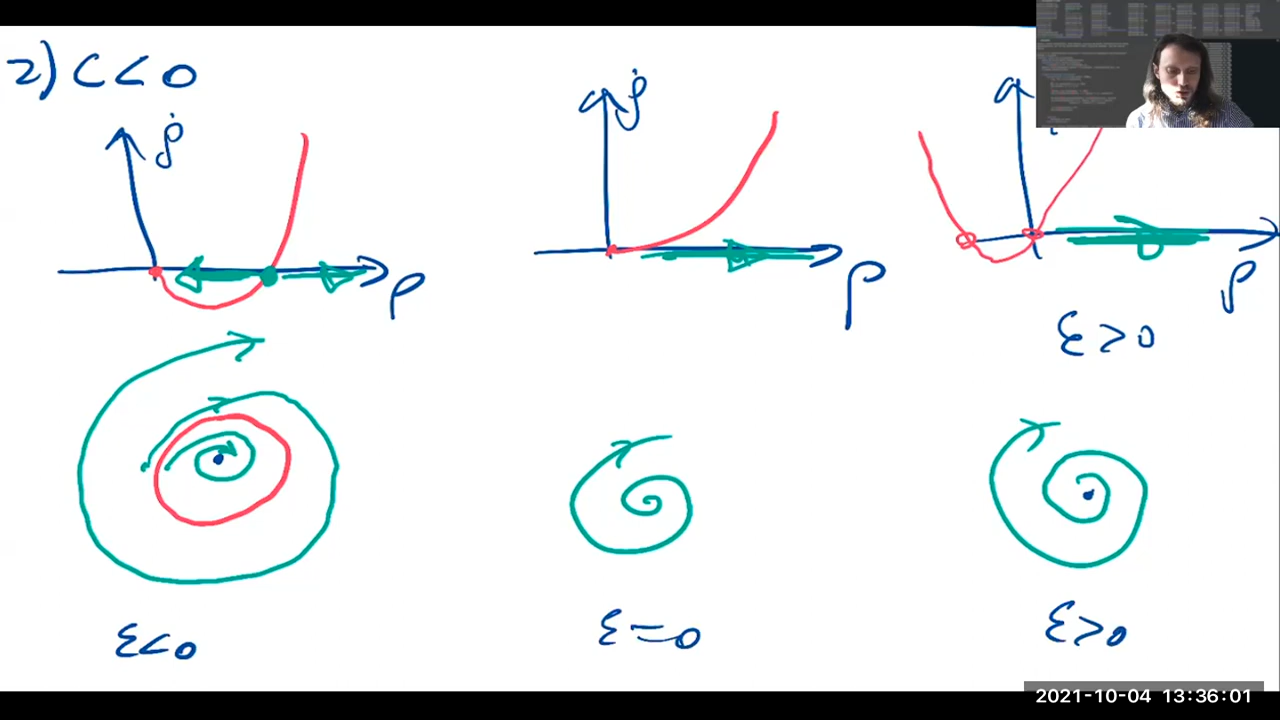 2) C < 0
ρ̇
ρ̇
ρ
ρ
ρ
ε > 0
ε < 0
ε = 0
ε > 0
2021-10-04 13:36:01